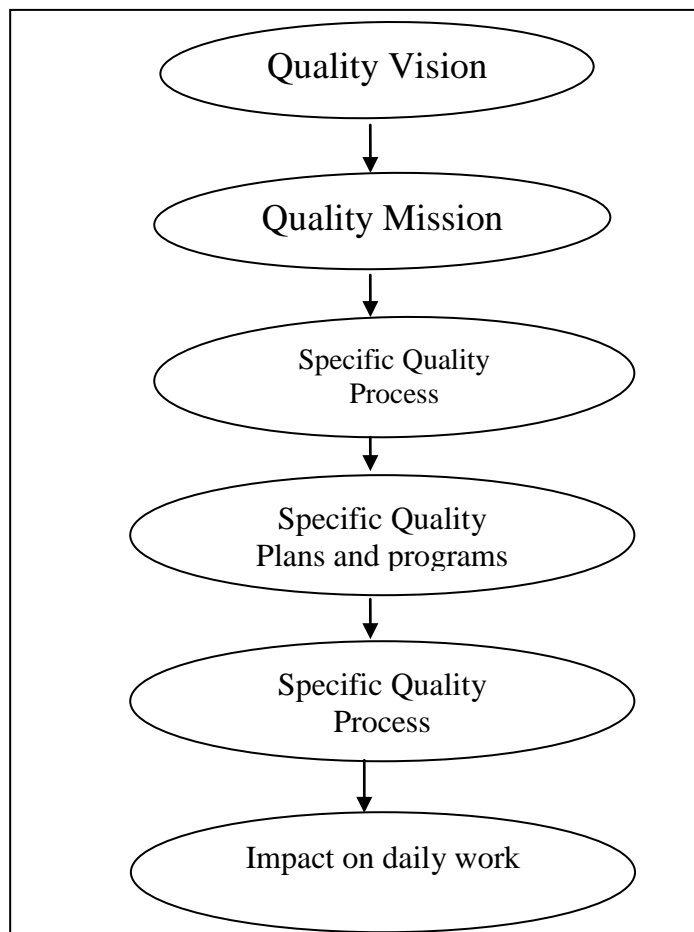 Quality Vision
Quality Mission
Specific Quality
Process
Specific Quality
Plans and programs
Specific Quality
Process
Impact on daily work